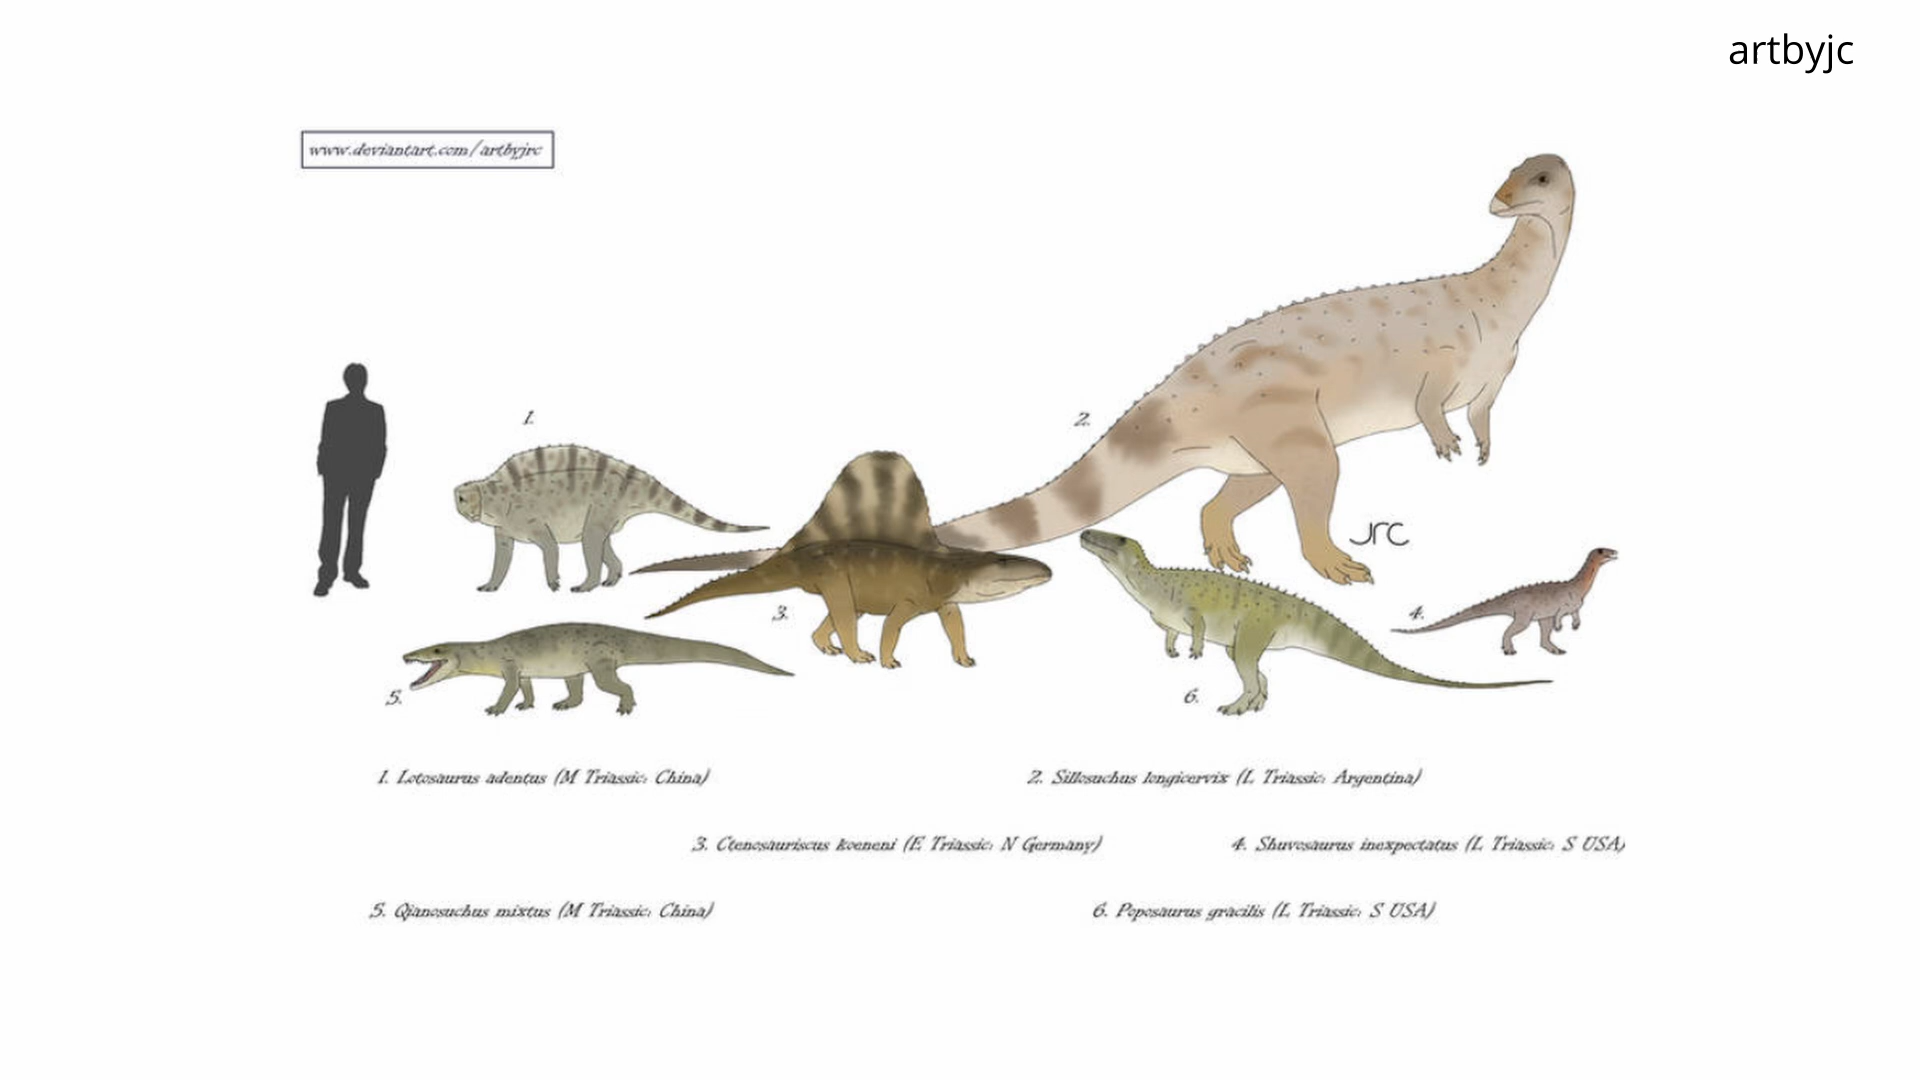 artbyjc
www.deviantart.com/artbyjrc
1.
2.
JRC
3.
4.
5.
6.
1. Lotosaurus adentus (M Triassic: China)
2. Sillosuchus longicervix (L Triassic: Argentina)
3. Ctenosauriscus koeneni (E Triassic: N Germany)
4. Shuvosaurus inexpectatus (L Triassic: S USA)
5. Qianosuchus mixtus (M Triassic: China)
6. Poposaurus gracilis (L Triassic: S USA)